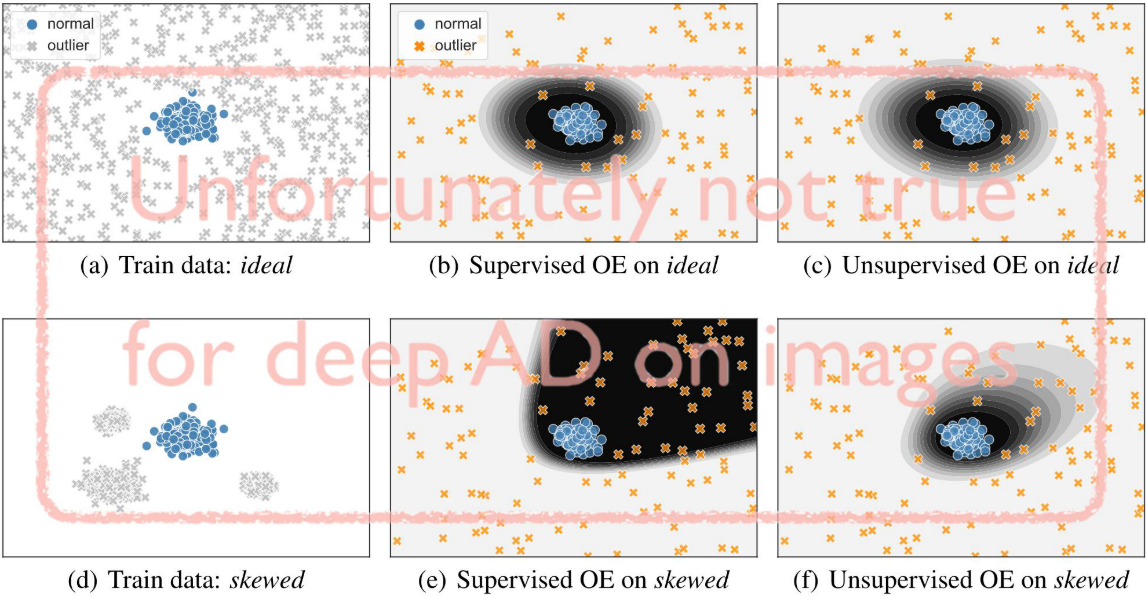 normal
outlier
normal
outlier
(a) Train data: ideal
(b) Supervised OE on ideal
(c) Unsupervised OE on ideal
Unfortunately not true
for deep AD on images
(d) Train data: skewed
(e) Supervised OE on skewed
(f) Unsupervised OE on skewed